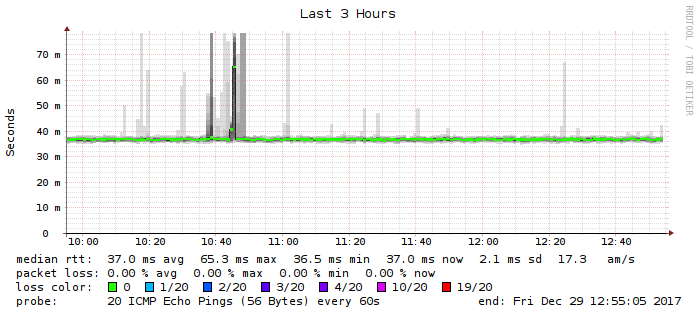 Last 3 Hours
RRDTOOL / TOBI OETIKER
Seconds
70 m
60 m
50 m
40 m
30 m
20 m
10 m
0
10:00 10:20 10:40 11:00 11:20 11:40 12:00 12:20 12:40
median rtt: 37.0 ms avg 65.3 ms max 36.5 ms min 37.0 ms now 2.1 ms sd 17.3 am/s
packet loss: 0.00 % avg 0.00 % max 0.00 % min 0.00 % now
loss color: 0 1/20 2/20 3/20 4/20 10/20 19/20
probe: 20 ICMP Echo Pings (56 Bytes) every 60s end: Fri Dec 29 12:55:05 2017